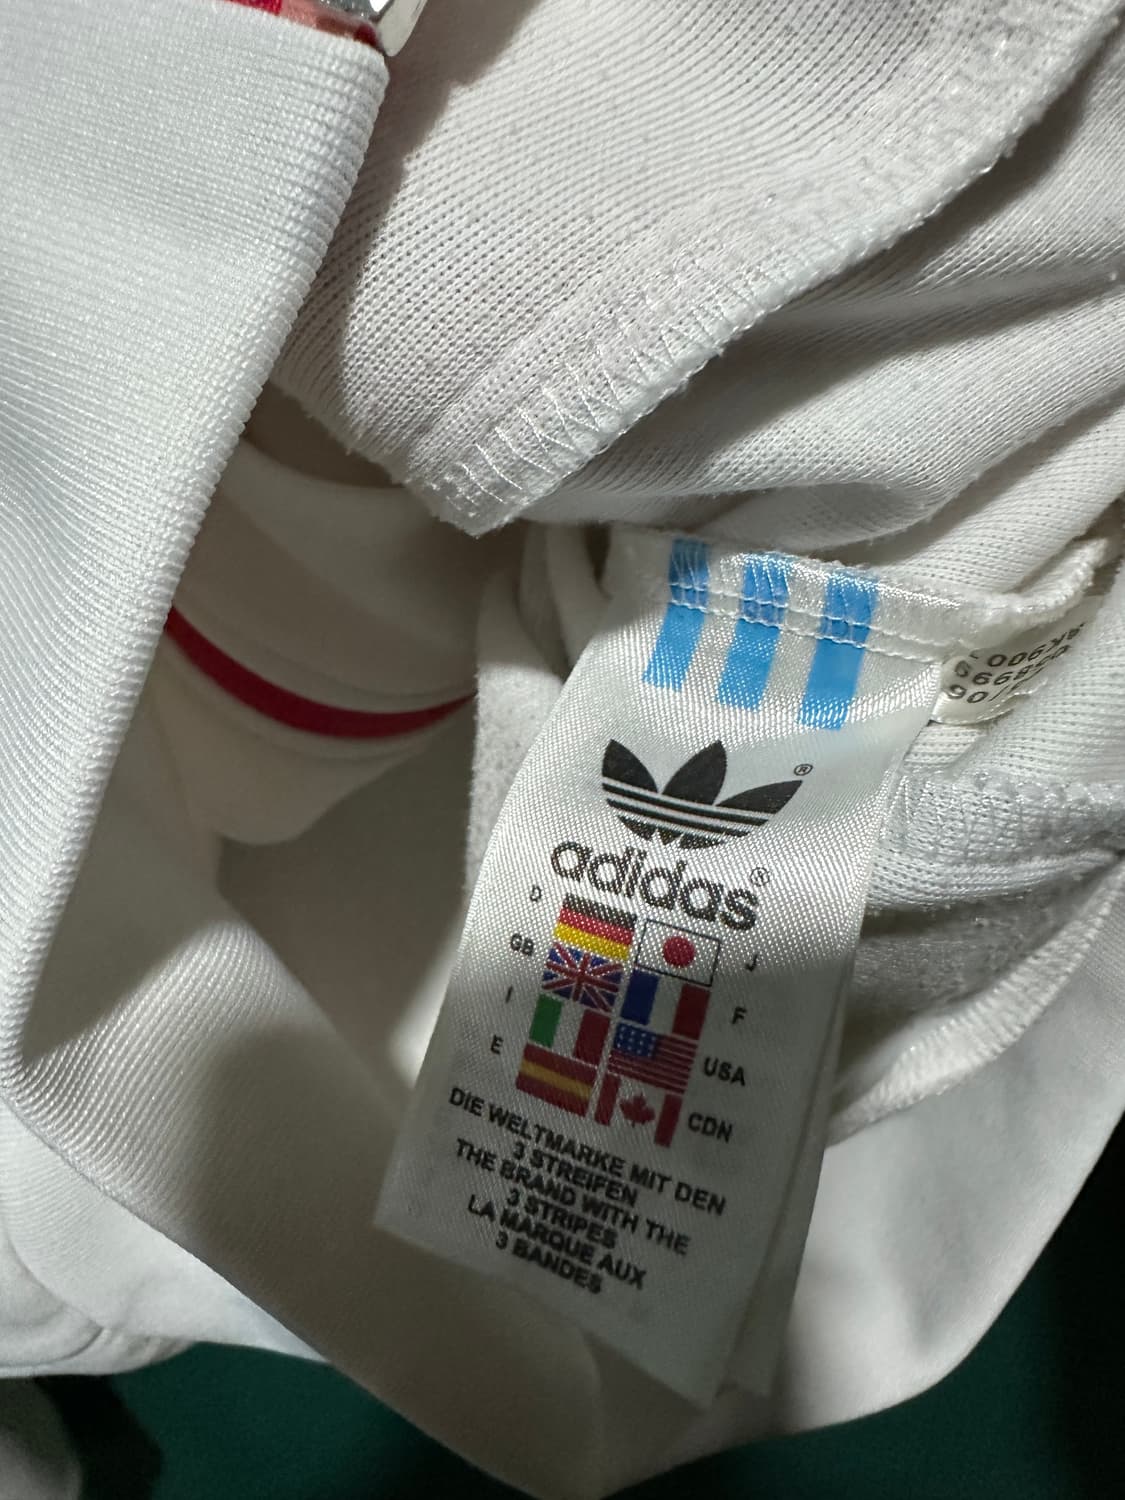 ®
adidas®
D
J
GB
F
I
USA
E
CDN
DIE WELTMARKE MIT DEN
3 STREIFEN
THE BRAND WITH THE
3 STRIPES
LA MARQUE AUX
3 BANDES